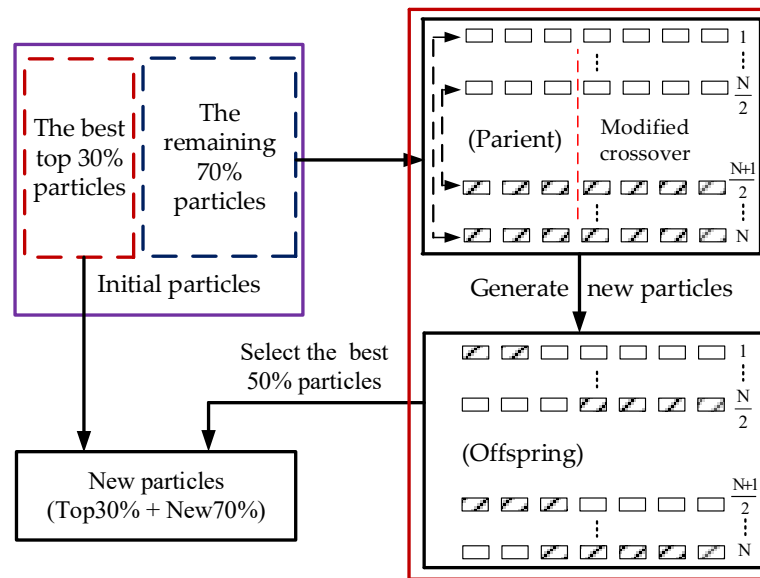 The best
top 30%
particles
The
remaining
70%
particles
Initial particles
1
N
2
(Parient)
Modified
crossover
N+1
2
N
Generate new particles
Select the best
50% particles
1
N
2
(Offspring)
N+1
2
N
New particles
(Top30% + New70%)